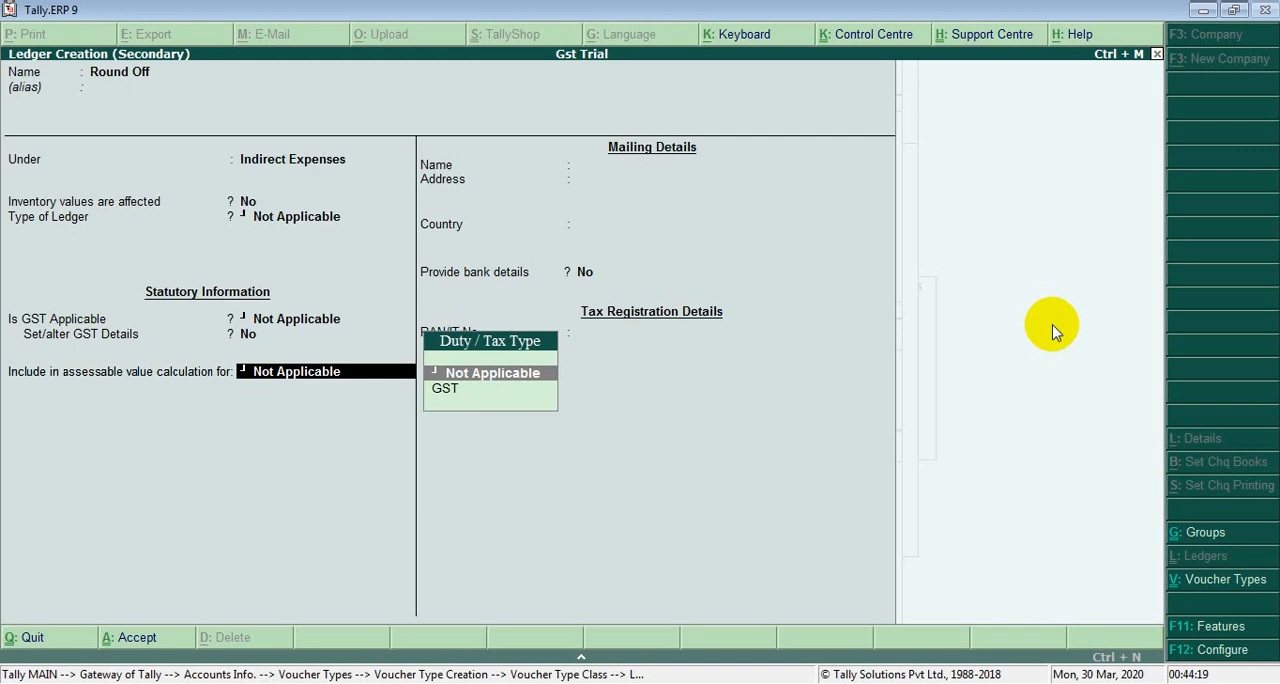 Tally.ERP 9
P: Print E: Export M: E-Mail O: Upload S: TallyShop G: Language K: Keyboard K: Control Centre H: Support Centre H: Help
F3: Company
Ledger Creation (Secondary) Gst Trial Ctrl + M
F3: New Company
Name : Round Off
(alias) :
Under : Indirect Expenses
Inventory values are affected ? No
Type of Ledger ? ┘ Not Applicable
Statutory Information
Is GST Applicable ? ┘ Not Applicable
Set/alter GST Details ? No
Include in assessable value calculation for: ┘ Not Applicable
Mailing Details
Name :
Address :
Country :
Provide bank details ? No
Tax Registration Details
PAN/IT No. :
Duty / Tax Type
┘ Not Applicable
GST
L: Details
B: Set Chq Books
S: Set Chq Printing
G: Groups
L: Ledgers
V: Voucher Types
F11: Features
F12: Configure
Q: Quit A: Accept D: Delete
Ctrl + N
Tally MAIN --> Gateway of Tally --> Accounts Info. --> Voucher Types --> Voucher Type Creation --> Voucher Type Class --> L... © Tally Solutions Pvt Ltd., 1988-2018 Mon, 30 Mar, 2020 00:44:19